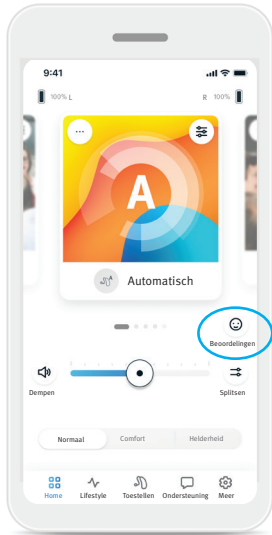 9:41
100% L R 100%
A
Automatisch
Beoordelingen
Dempen Splitsen
Normaal Comfort Helderheid
Home Lifestyle Toestellen Ondersteuning Meer